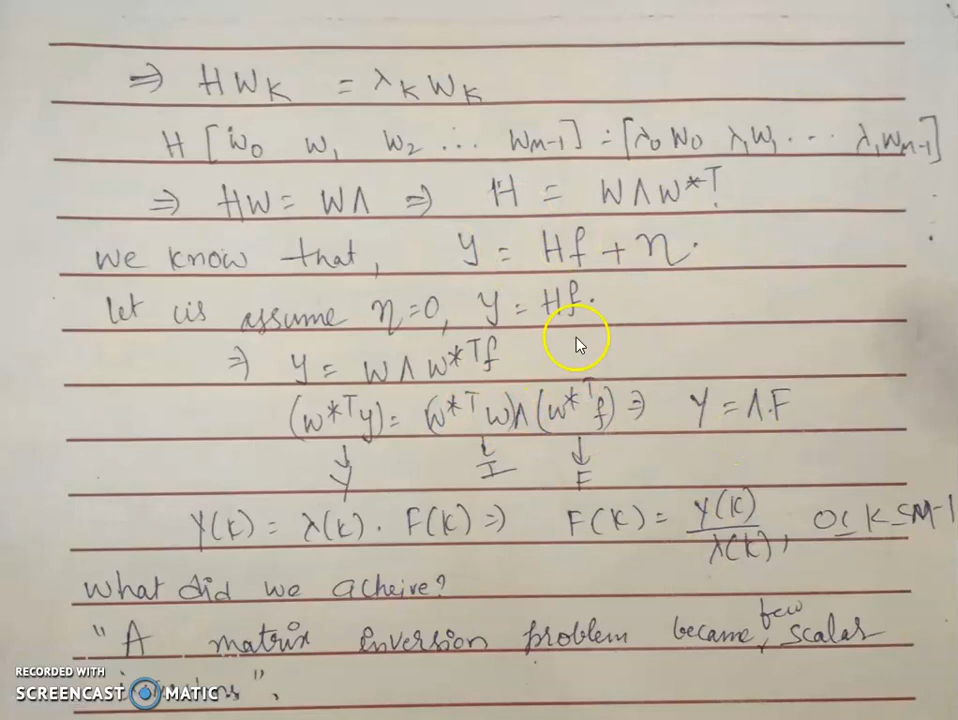 ⇒ H W_K = λ_K W_K
H [w_0 w_1 w_2 ... w_{M-1}] = [λ_0 w_0 λ_1 w_1 ... λ_1 w_{M-1}]
⇒ HW = WΛ ⇒ H = WΛW*ᵀ.
we know that, y = Hf + η.
let us assume η=0, y = Hf.
⇒ y = WΛW*ᵀf
(W*ᵀy) = (W*ᵀW)Λ(W*ᵀf) ⇒ Y = Λ.F
↓ ↓ ↓
Y I F
Y(K) = λ(K). F(K) ⇒ F(K) = Y(K)/λ(K), 0≤K≤M-1
What did we acheive?
"A matrix inversion problem became, few scalar
".
RECORDED WITH
SCREENCAST MATIC